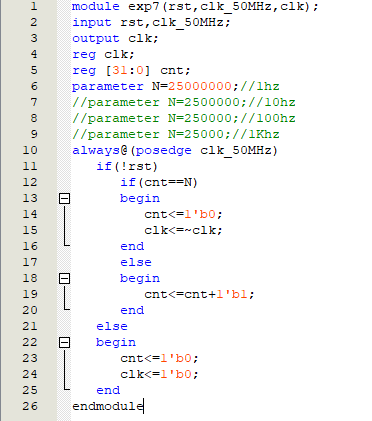 1 module exp7(rst,clk_50MHz,clk);
2 input rst,clk_50MHz;
3 output clk;
4 reg clk;
5 reg [31:0] cnt;
6 parameter N=25000000;//1hz
7 //parameter N=2500000;//10hz
8 //parameter N=250000;//100hz
9 //parameter N=25000;//1Khz
10 always@(posedge clk_50MHz)
11 if(!rst)
12 if(cnt==N)
13 begin
14 cnt<=1'b0;
15 clk<=~clk;
16 end
17 else
18 begin
19 cnt<=cnt+1'b1;
20 end
21 else
22 begin
23 cnt<=1'b0;
24 clk<=1'b0;
25 end
26 endmodule